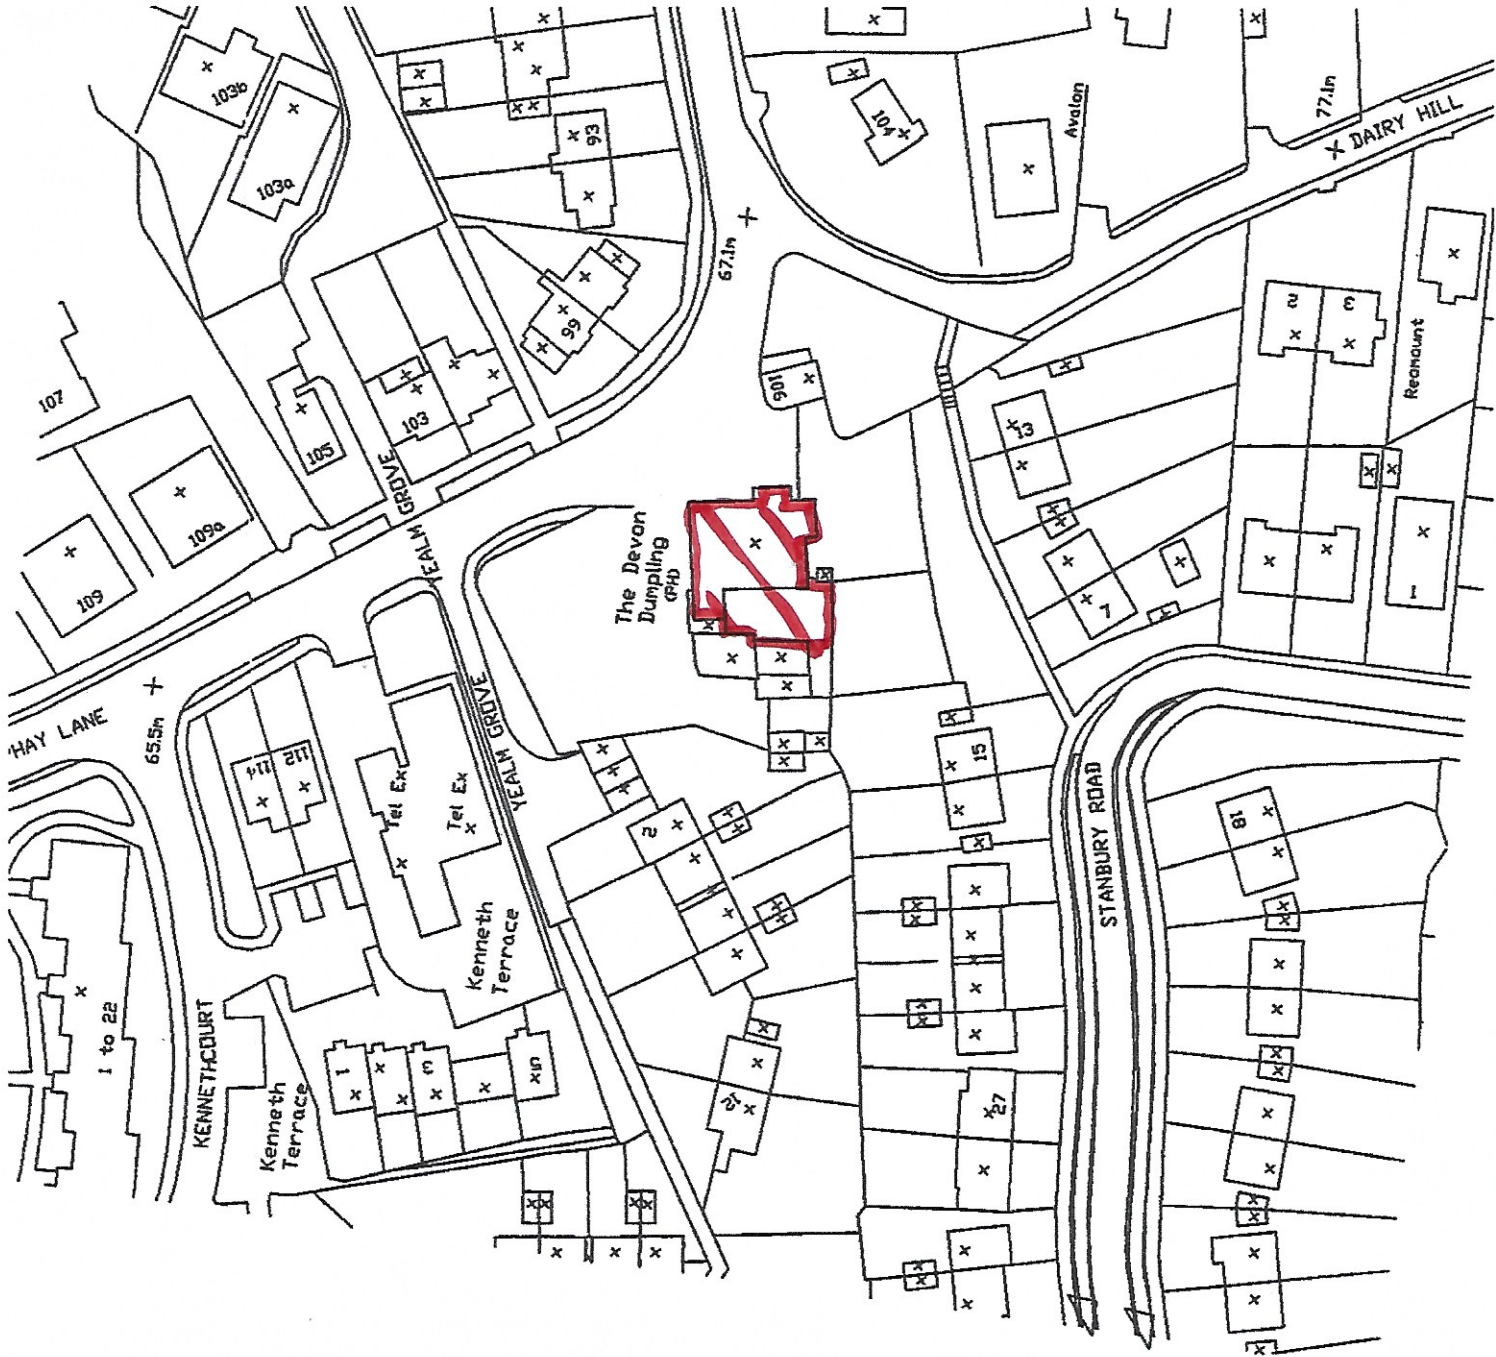 103b
103a
93
104
Avalon
77.1m
DAIRY HILL
67.1m
99
2
3
Reamount
107
103
105
106
13
109a
109
YEALM GROVE
The Devon
Dumpling
(PH)
7
1
HAY LANE
65.5m
114
112
Tel Ex
Tel Ex
YEALM GROVE
2
15
STANBURY ROAD
18
Kenneth
Terrace
1 to 22
KENNETHCOURT
Kenneth
Terrace
1
3
5
27